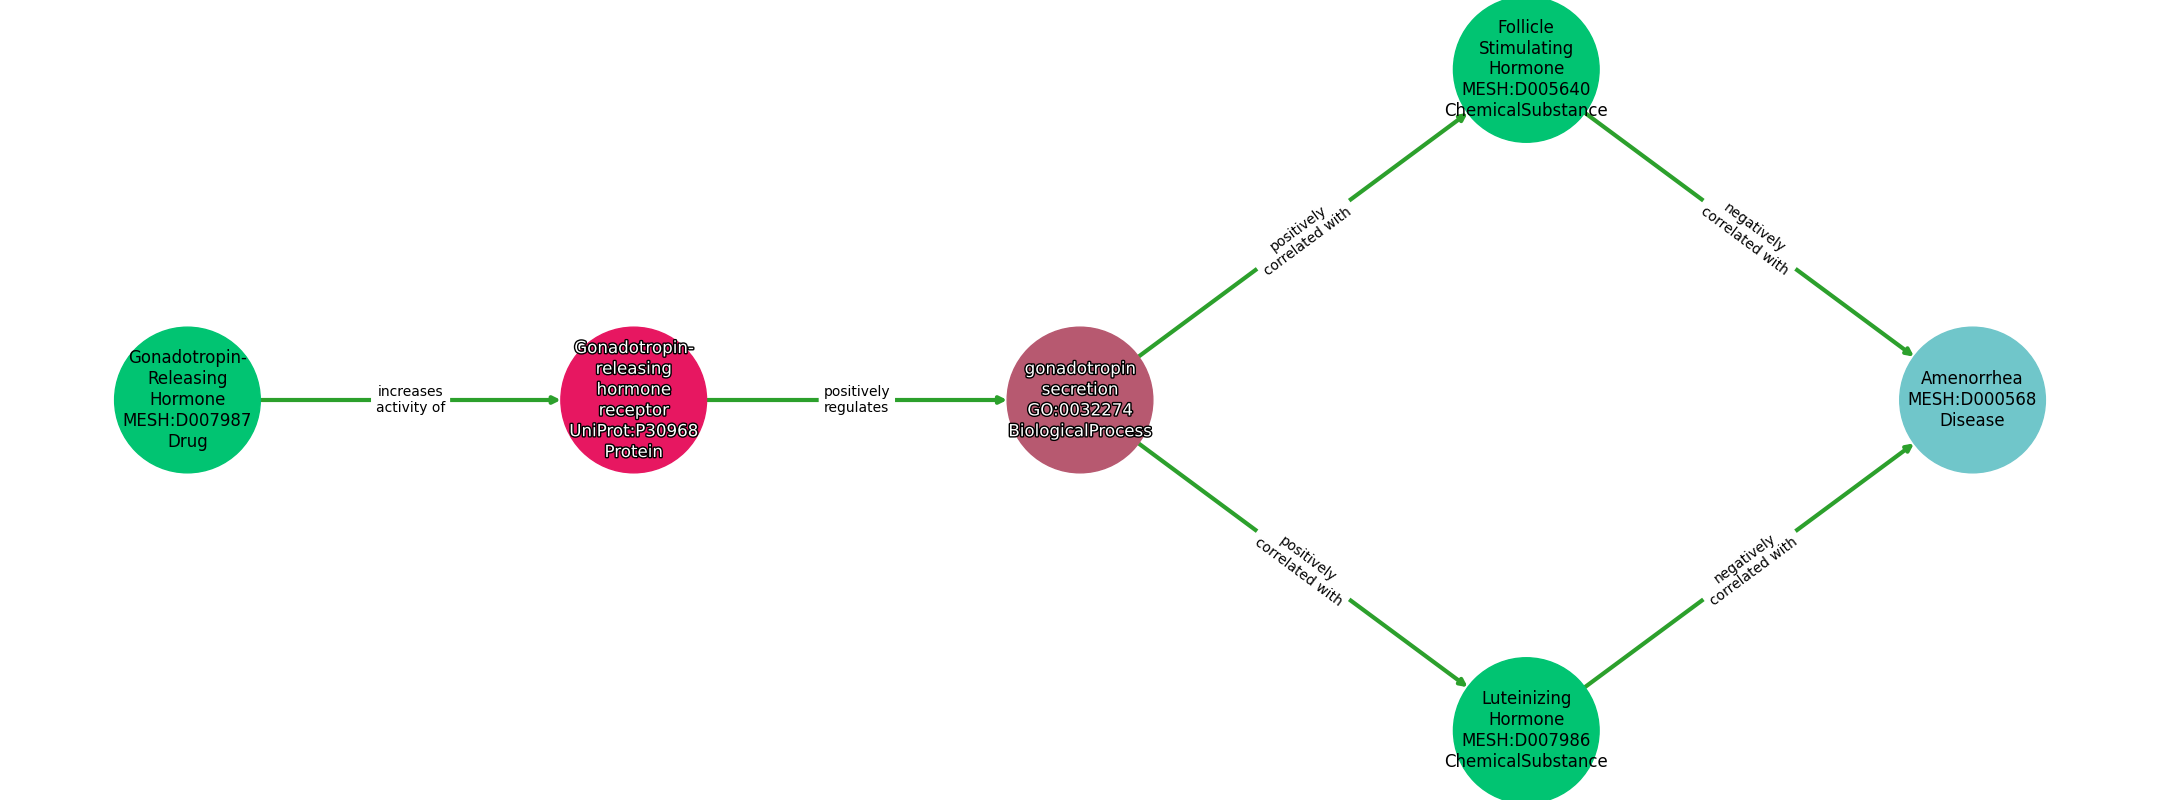 Gonadotropin-
Releasing
Hormone
MESH:D007987
Drug
increases
activity of
Gonadotropin-
releasing
hormone
receptor
UniProt:P30968
Protein
positively
regulates
gonadotropin
secretion
GO:0032274
BiologicalProcess
positively
correlated with
Follicle
Stimulating
Hormone
MESH:D005640
ChemicalSubstance
negatively
correlated with
positively
correlated with
Luteinizing
Hormone
MESH:D007986
ChemicalSubstance
negatively
correlated with
Amenorrhea
MESH:D000568
Disease